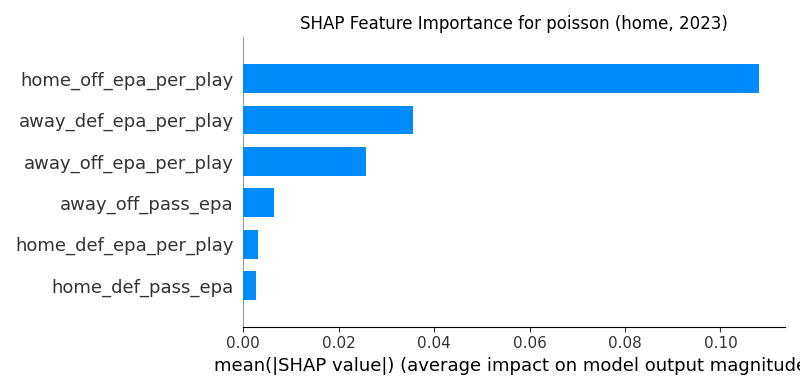 SHAP Feature Importance for poisson (home, 2023)
home_off_epa_per_play
away_def_epa_per_play
away_off_epa_per_play
away_off_pass_epa
home_def_epa_per_play
home_def_pass_epa
0.00 0.02 0.04 0.06 0.08 0.10
mean(|SHAP value|) (average impact on model output magnitude